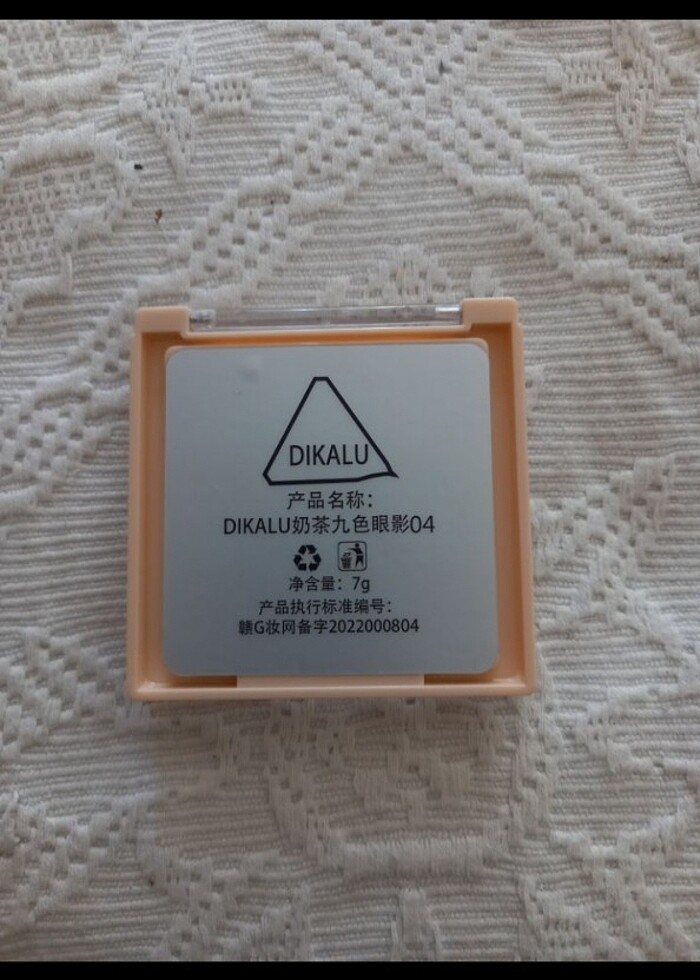 DIKALU
产品名称：
DIKALU奶茶九色眼影04
净含量：7g
产品执行标准编号：
赣G妆网备字2022000804